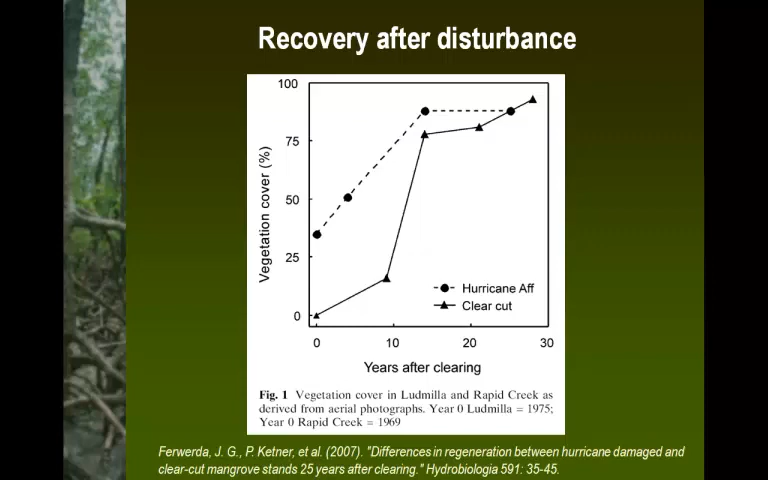 Recovery after disturbance
100
75
50
25
0
Vegetation cover (%)
Hurricane Aff
Clear cut
0 10 20 30
Years after clearing
Fig. 1 Vegetation cover in Ludmilla and Rapid Creek as
derived from aerial photographs. Year 0 Ludmilla = 1975;
Year 0 Rapid Creek = 1969
Ferwerda, J. G., P. Ketner, et al. (2007). "Differences in regeneration between hurricane damaged and
clear-cut mangrove stands 25 years after clearing." Hydrobiologia 591: 35-45.